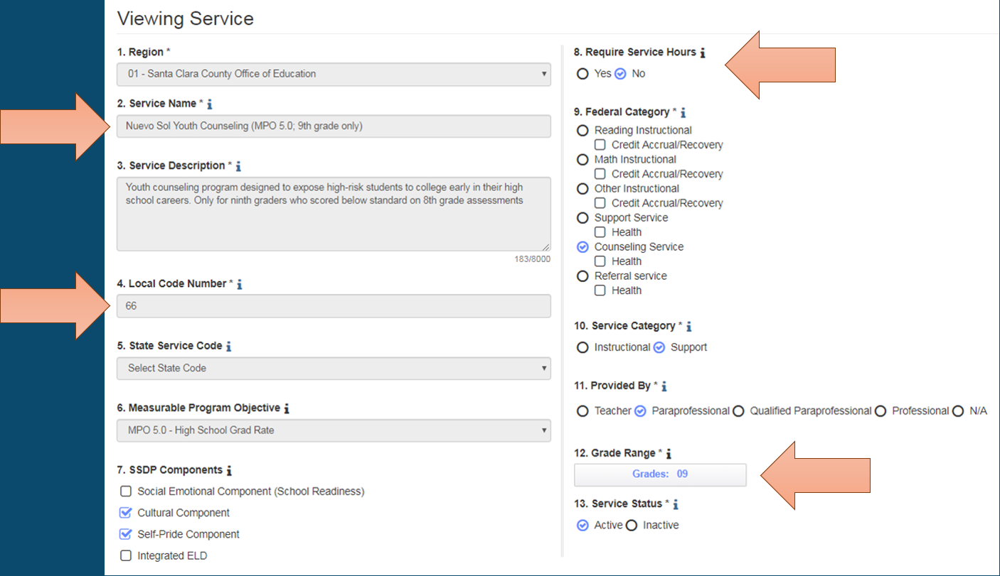 Viewing Service
1. Region *
01 - Santa Clara County Office of Education
2. Service Name * i
Nuevo Sol Youth Counseling (MPO 5.0; 9th grade only)
3. Service Description * i
Youth counseling program designed to expose high-risk students to college early in their high
school careers. Only for ninth graders who scored below standard on 8th grade assessments
183/8000
4. Local Code Number * i
66
5. State Service Code i
Select State Code
6. Measurable Program Objective i
MPO 5.0 - High School Grad Rate
7. SSDP Components i
Social Emotional Component (School Readiness)
Cultural Component
Self-Pride Component
Integrated ELD
8. Require Service Hours i
Yes No
9. Federal Category * i
Reading Instructional
Credit Accrual/Recovery
Math Instructional
Credit Accrual/Recovery
Other Instructional
Credit Accrual/Recovery
Support Service
Health
Counseling Service
Health
Referral service
Health
10. Service Category * i
Instructional Support
11. Provided By * i
Teacher Paraprofessional Qualified Paraprofessional Professional N/A
12. Grade Range * i
Grades: 09
13. Service Status * i
Active Inactive